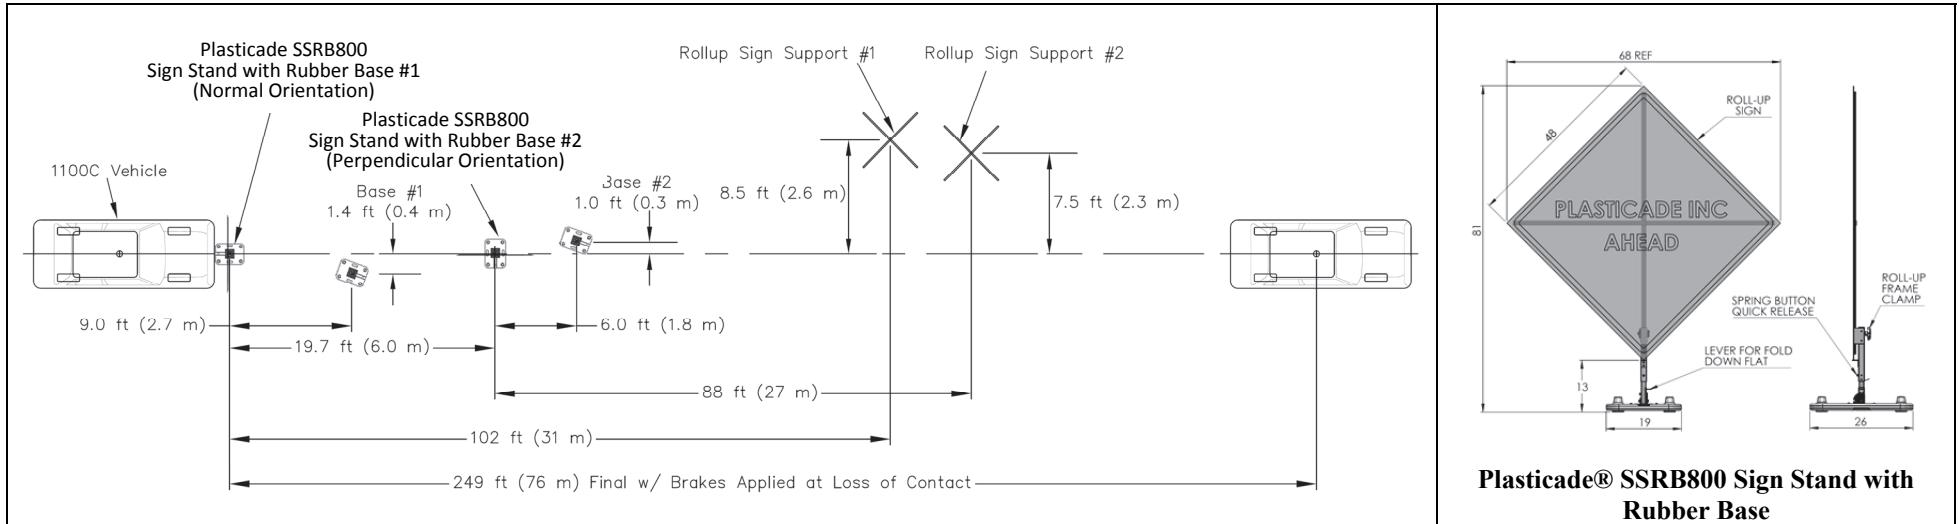 Plasticade SSRB800
Sign Stand with Rubber Base #1
(Normal Orientation)
Plasticade SSRB800
Sign Stand with Rubber Base #2
(Perpendicular Orientation)
Rollup Sign Support #1
Rollup Sign Support #2
1100C Vehicle
Base #1
1.4 ft (0.4 m)
Base #2
1.0 ft (0.3 m)
8.5 ft (2.6 m)
7.5 ft (2.3 m)
9.0 ft (2.7 m)
6.0 ft (1.8 m)
19.7 ft (6.0 m)
88 ft (27 m)
102 ft (31 m)
249 ft (76 m) Final w/ Brakes Applied at Loss of Contact
68 REF
ROLL-UP
SIGN
48
81
PLASTICADE INC
AHEAD
ROLL-UP
FRAME
CLAMP
SPRING BUTTON
QUICK RELEASE
LEVER FOR FOLD
DOWN FLAT
13
19
26
Plasticade® SSRB800 Sign Stand with
Rubber Base